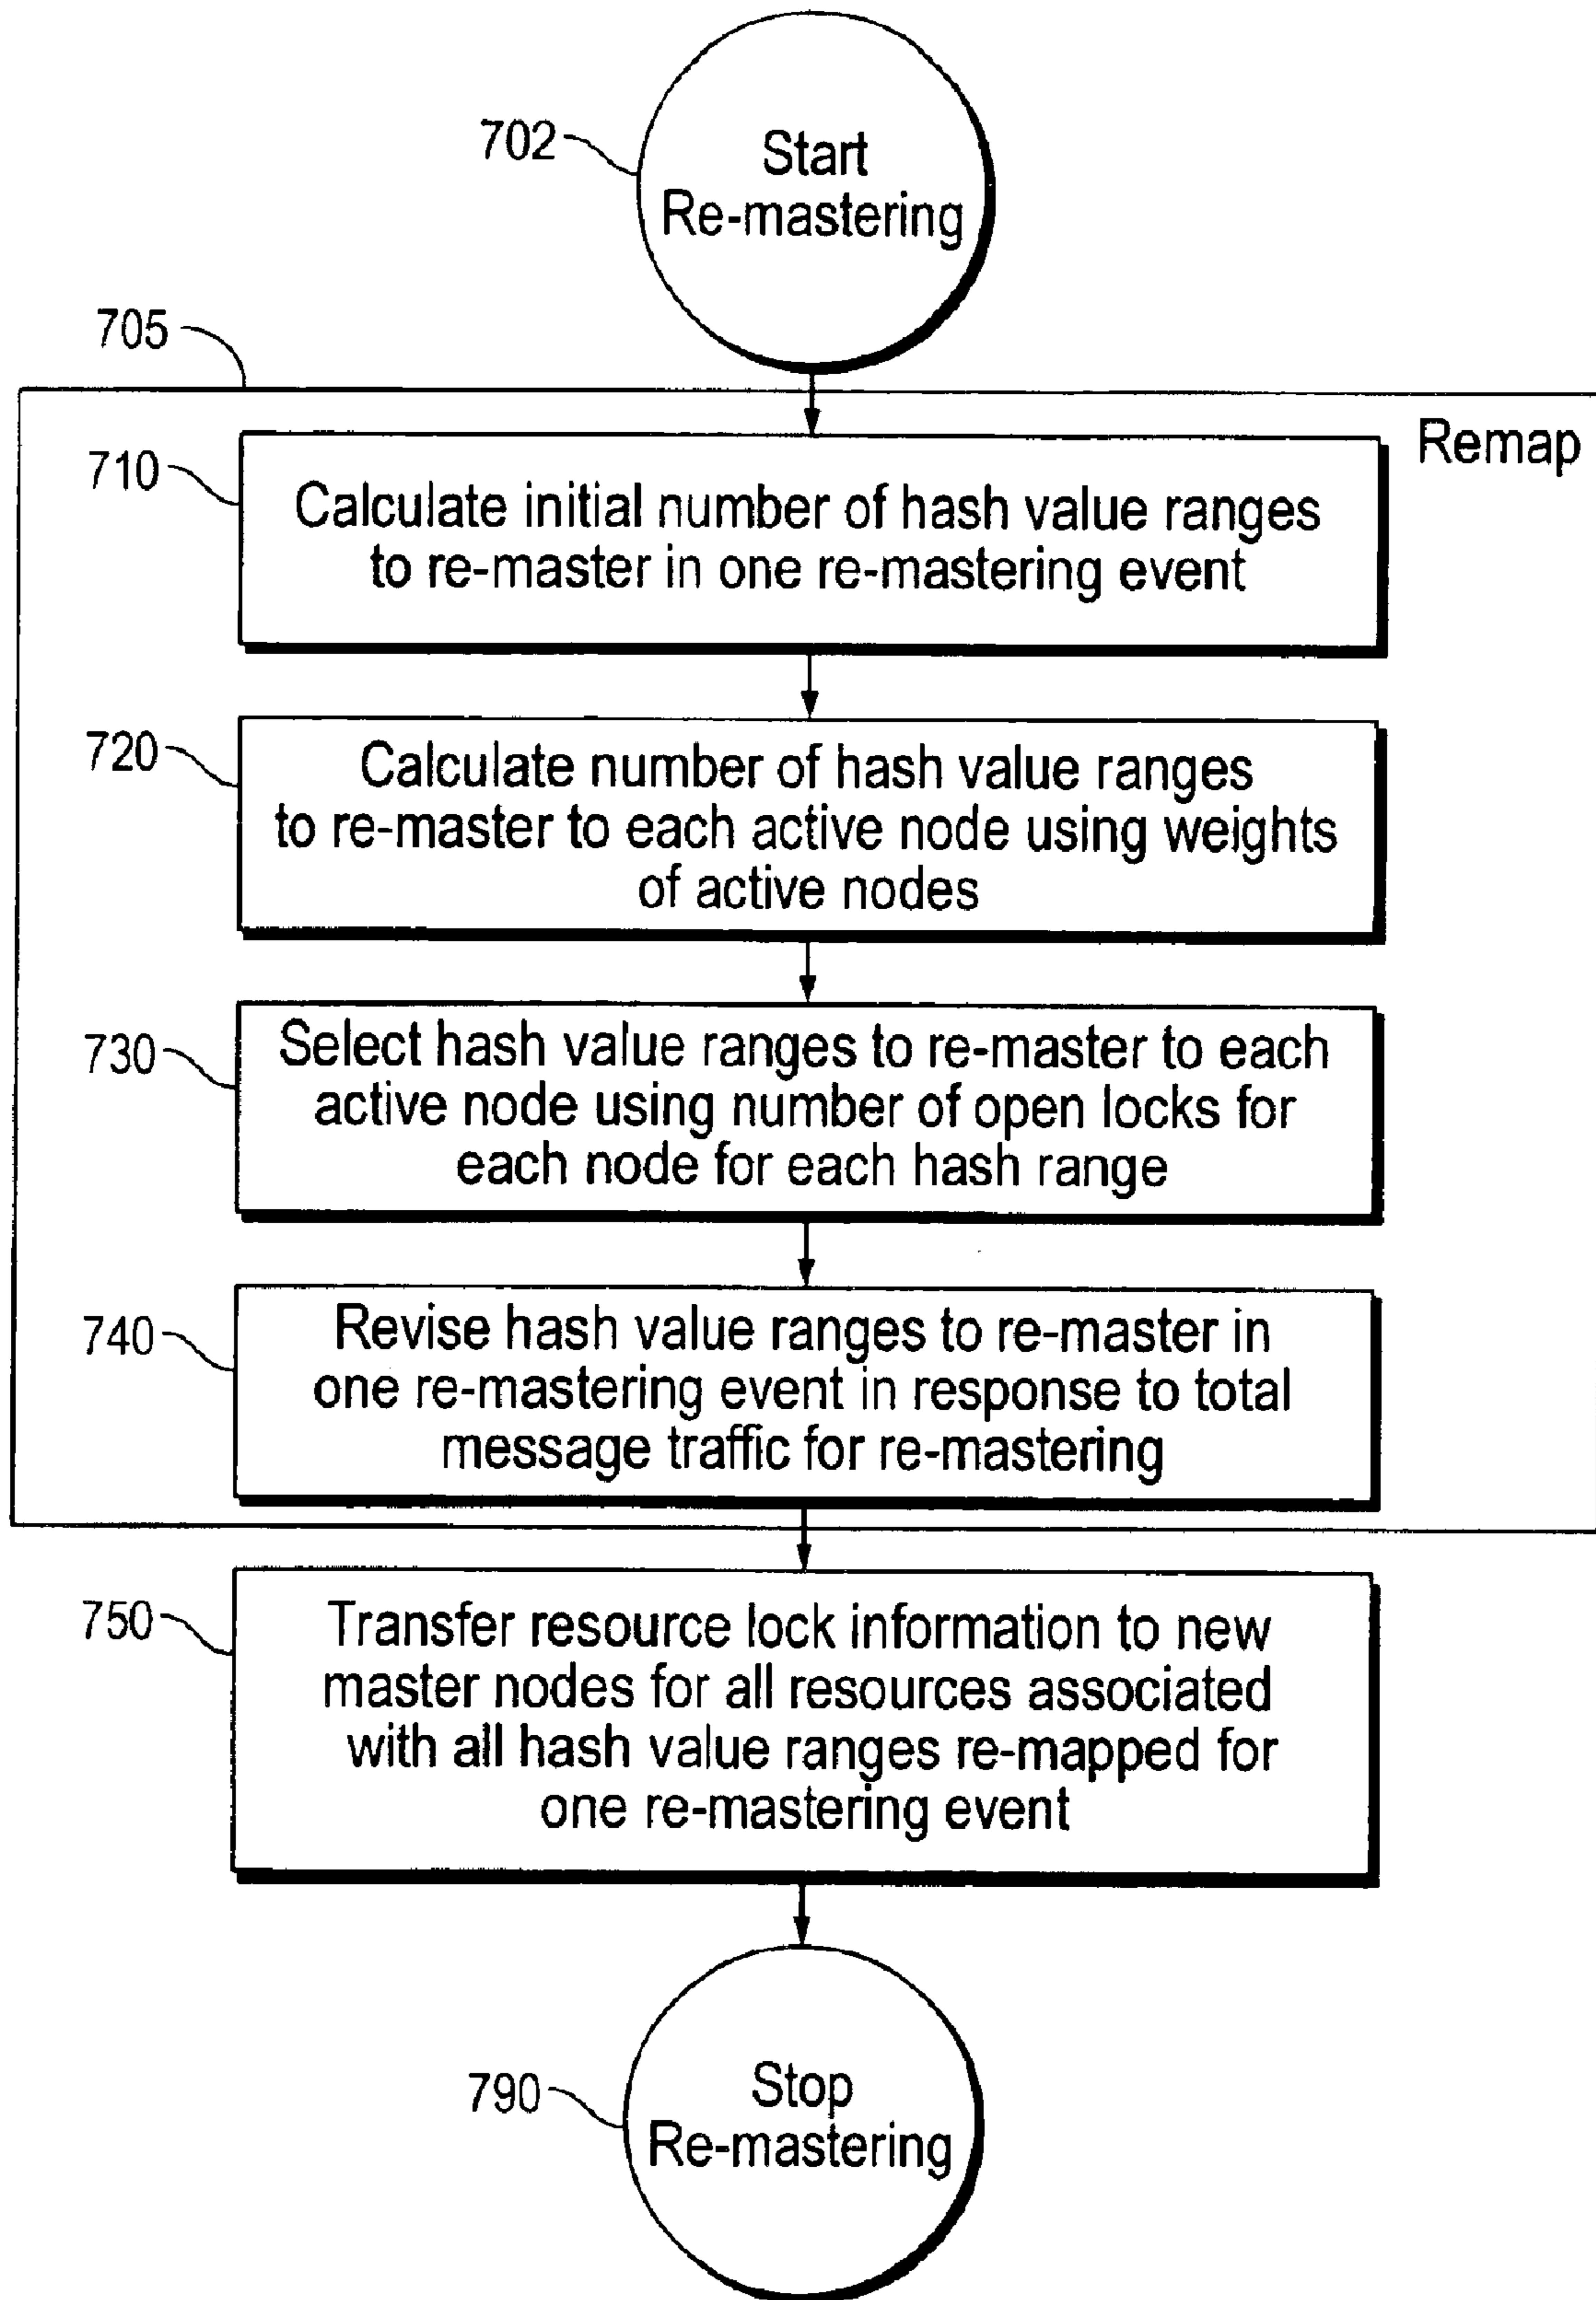 702
Start
Re-mastering
705
Remap
710
Calculate initial number of hash value ranges
to re-master in one re-mastering event
720
Calculate number of hash value ranges
to re-master to each active node using weights
of active nodes
730
Select hash value ranges to re-master to each
active node using number of open locks for
each node for each hash range
740
Revise hash value ranges to re-master in
one re-mastering event in response to total
message traffic for re-mastering
750
Transfer resource lock information to new
master nodes for all resources associated
with all hash value ranges re-mapped for
one re-mastering event
790
Stop
Re-mastering